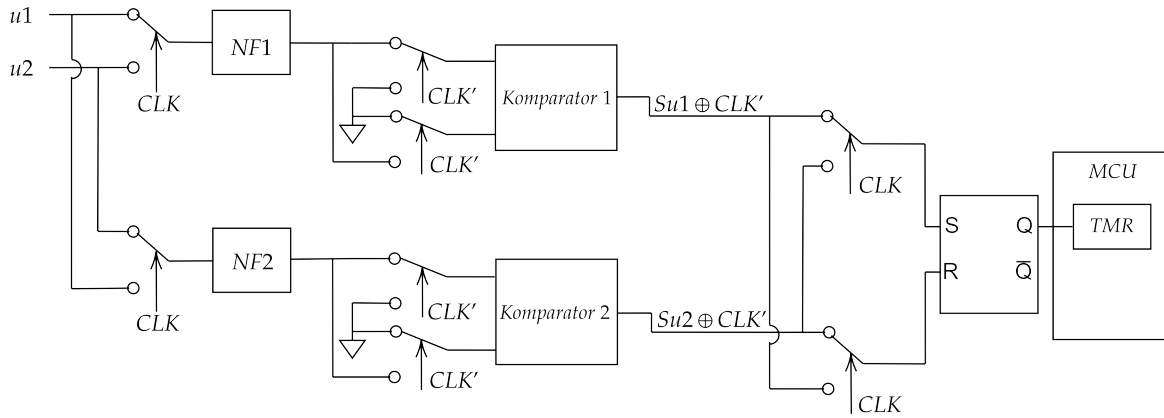 u1
u2
CLK
NF1
CLK'
CLK'
Komparator 1
Su1 ⊕ CLK'
CLK
MCU
TMR
S
Q
R
Q̅
CLK
NF2
CLK'
CLK'
Komparator 2
Su2 ⊕ CLK'
CLK